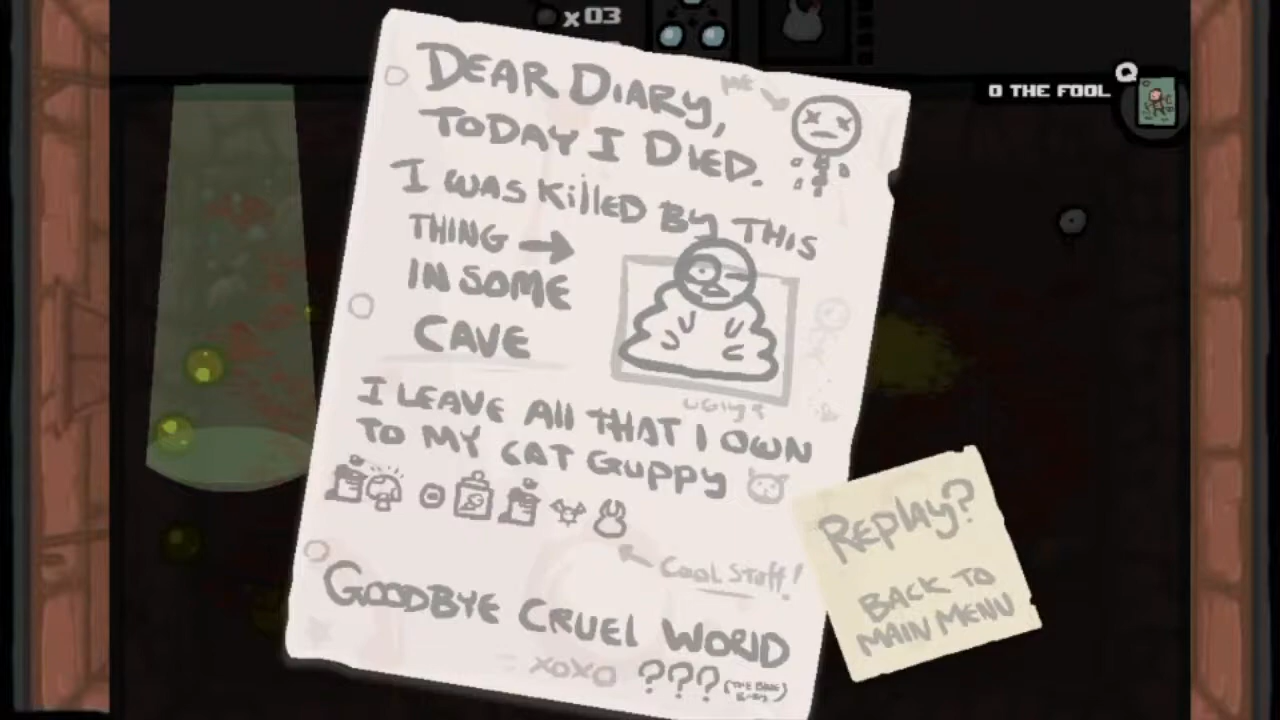 x03
Q
0 THE FOOL
DEAR DIARY,
me
TODAY I DIED.
I WAS KILLED BY THIS
THING →
IN SOME
CAVE
UGLY?
I LEAVE ALL THAT I OWN
TO MY CAT GUPPY
COOL STUFF!
GOODBYE CRUEL WORLD
XOXO ???
REPLAY?
BACK TO
MAIN MENU